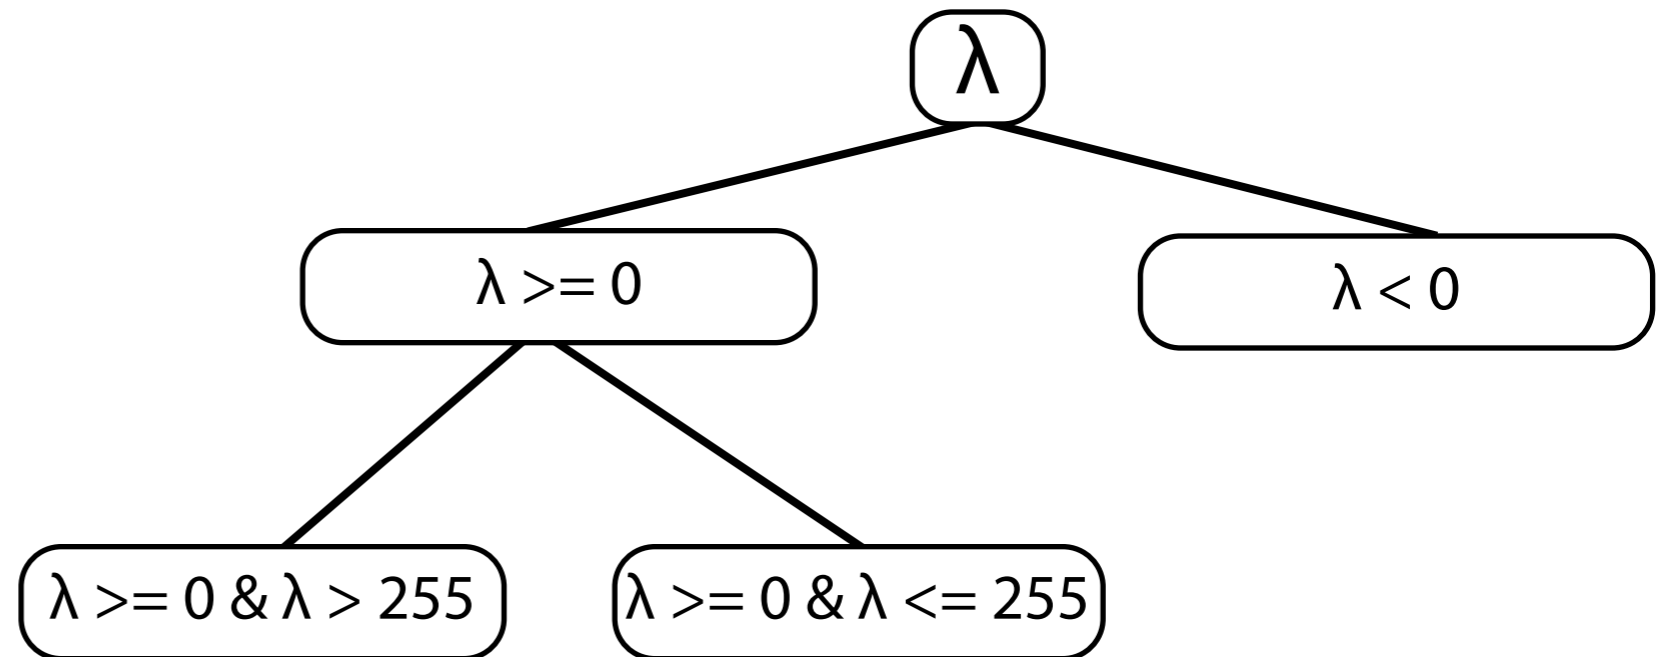 λ
λ >= 0
λ < 0
λ >= 0 & λ > 255
λ >= 0 & λ <= 255